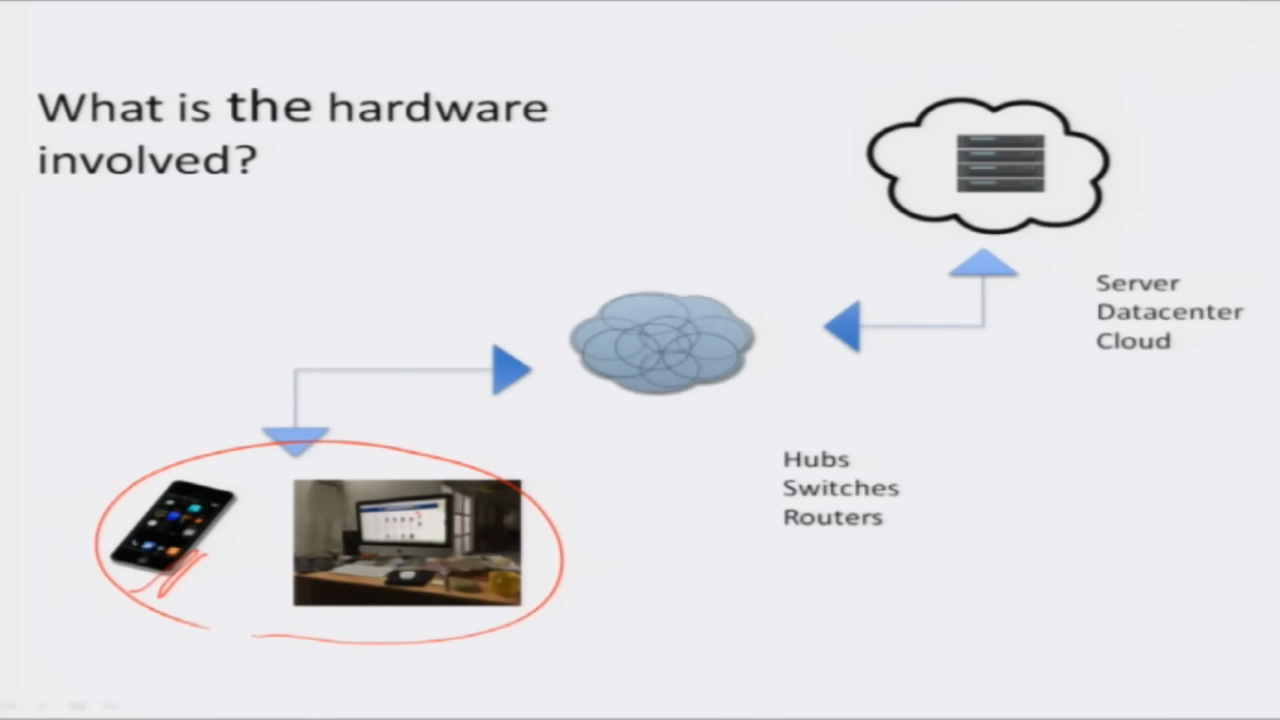 What is the hardware
involved?
Server
Datacenter
Cloud
Hubs
Switches
Routers